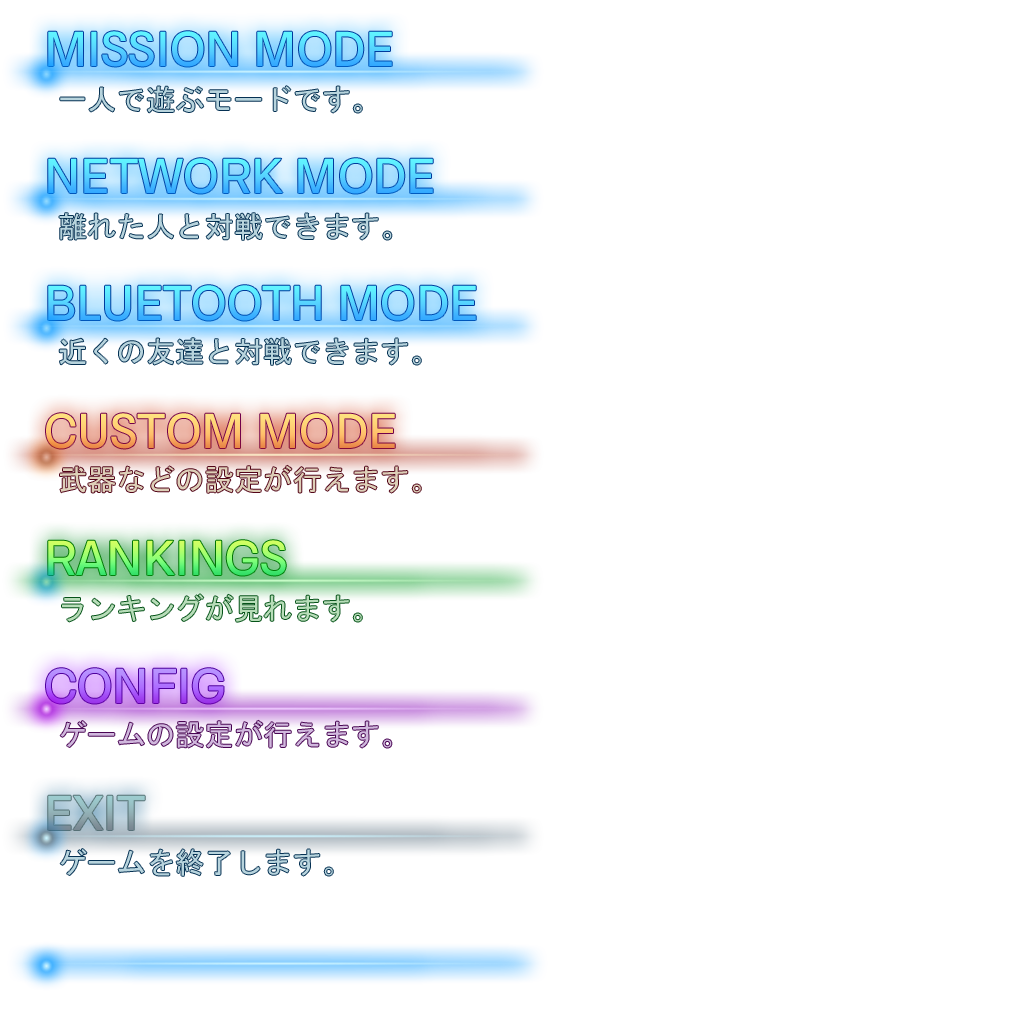 MISSION MODE
一人で遊ぶモードです。
NETWORK MODE
離れた人と対戦できます。
BLUETOOTH MODE
近くの友達と対戦できます。
CUSTOM MODE
武器などの設定が行えます。
RANKINGS
ランキングが見れます。
CONFIG
ゲームの設定が行えます。
EXIT
ゲームを終了します。